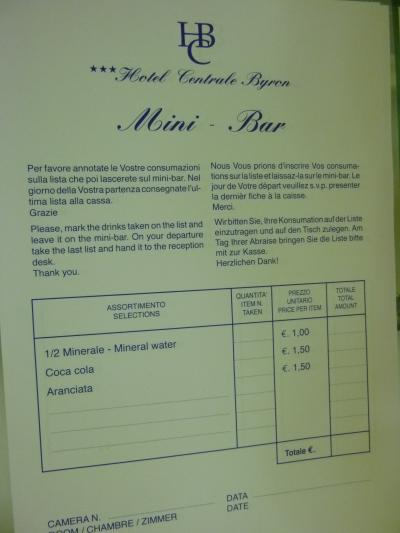 HBC
***Hotel Centrale Byron
Mini - Bar
Per favore annotate le Vostre consumazioni
sulla lista che poi lascerete sul mini-bar. Nel
giorno della Vostra partenza consegnate l'ul-
tima lista alla cassa.
Grazie
Please, mark the drinks taken on the list and
leave it on the mini-bar. On your departure
take the last list and hand it to the reception
desk.
Thank you.
Nous Vous prions d'inscrire Vos consuma-
tions sur la liste et laissez-la sur le mini-bar. Le
jour de Votre départ veuillez s.v.p. presenter
la dernièr fiche à la caisse.
Merci.
Wir bitten Sie, Ihre Konsumation auf der Liste
einzutragen und auf den Tisch zulegen. Am
Tag Ihrer Abraise bringen Sie die Liste bitte
mit zur Kasse.
Herzlichen Dank!
ASSORTIMENTO
SELECTIONS
QUANTITA'
ITEM N.
TAKEN
PREZZO
UNITARIO
PRICE PER ITEM
TOTALE
TOTAL
AMOUNT
1/2 Minerale - Mineral water €. 1,00
Coca cola €. 1,50
Aranciata €. 1,50
Totale €.
CAMERA N.
ROOM / CHAMBRE / ZIMMER
DATA
DATE